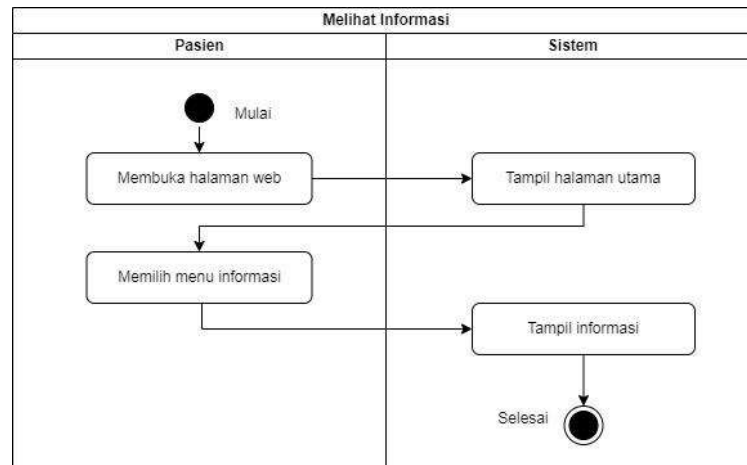 Melihat Informasi
Pasien
Sistem
Mulai
Membuka halaman web
Tampil halaman utama
Memilih menu informasi
Tampil informasi
Selesai